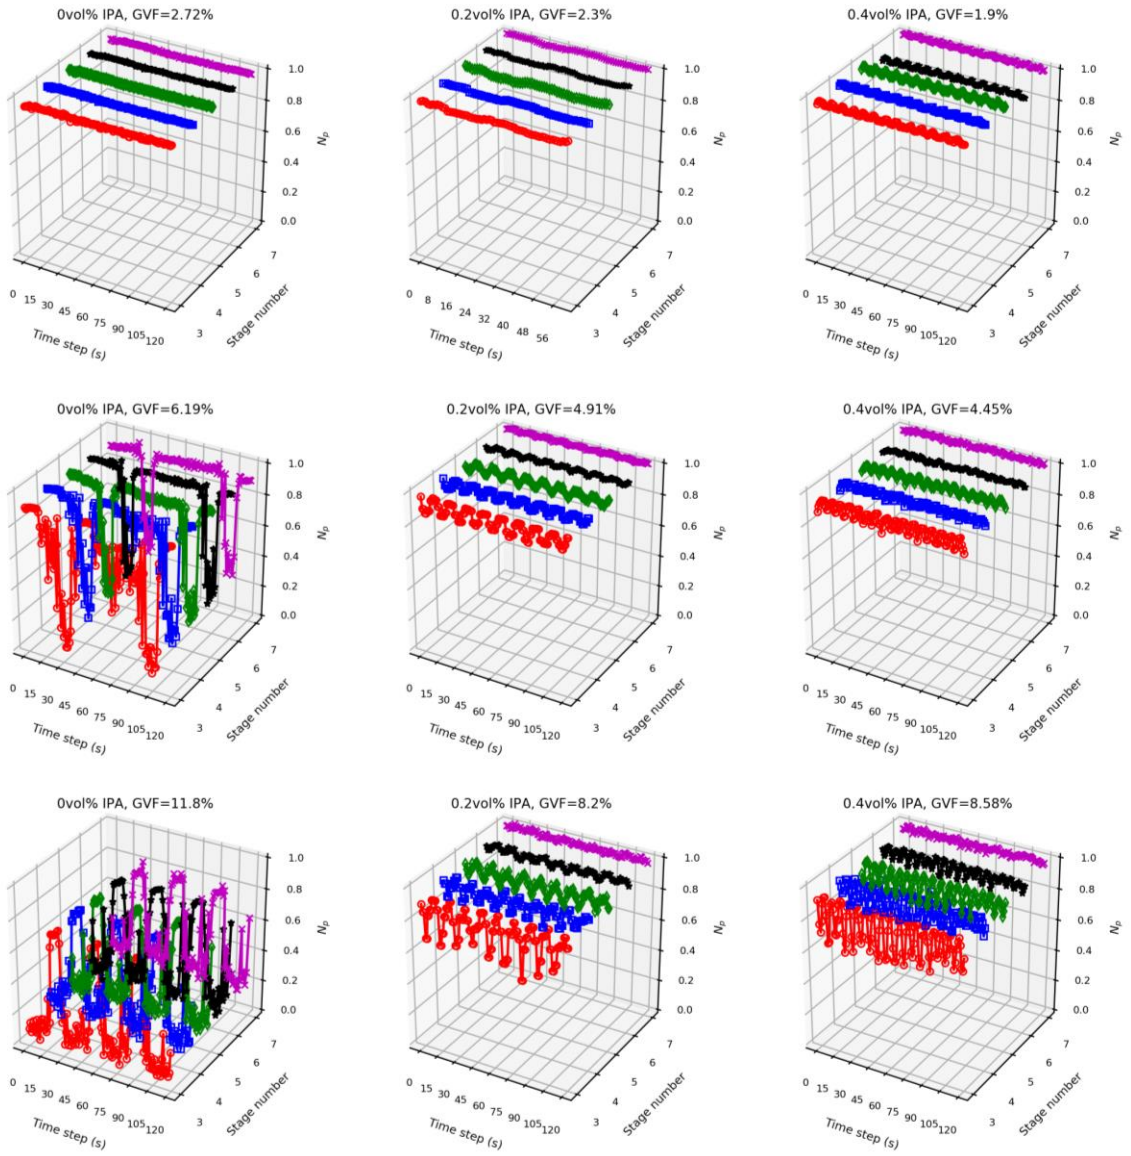 0vol% IPA, GVF=2.72%
1.0
0.8
0.6
0.4
0.2
0.0
N_p
0 15 30 45 60 75 90 105 120
Time step (s)
3 4 5 6 7
Stage number
0.2vol% IPA, GVF=2.3%
1.0
0.8
0.6
0.4
0.2
0.0
N_p
0 8 16 24 32 40 48 56
Time step (s)
3 4 5 6 7
Stage number
0.4vol% IPA, GVF=1.9%
1.0
0.8
0.6
0.4
0.2
0.0
N_p
0 15 30 45 60 75 90 105 120
Time step (s)
3 4 5 6 7
Stage number
0vol% IPA, GVF=6.19%
1.0
0.8
0.6
0.4
0.2
0.0
N_p
0 15 30 45 60 75 90 105 120
Time step (s)
3 4 5 6 7
Stage number
0.2vol% IPA, GVF=4.91%
1.0
0.8
0.6
0.4
0.2
0.0
N_p
0 15 30 45 60 75 90 105 120
Time step (s)
3 4 5 6 7
Stage number
0.4vol% IPA, GVF=4.45%
1.0
0.8
0.6
0.4
0.2
0.0
N_p
0 15 30 45 60 75 90 105 120
Time step (s)
3 4 5 6 7
Stage number
0vol% IPA, GVF=11.8%
1.0
0.8
0.6
0.4
0.2
0.0
N_p
0 15 30 45 60 75 90 105 120
Time step (s)
3 4 5 6 7
Stage number
0.2vol% IPA, GVF=8.2%
1.0
0.8
0.6
0.4
0.2
0.0
N_p
0 15 30 45 60 75 90 105 120
Time step (s)
3 4 5 6 7
Stage number
0.4vol% IPA, GVF=8.58%
1.0
0.8
0.6
0.4
0.2
0.0
N_p
0 15 30 45 60 75 90 105 120
Time step (s)
3 4 5 6 7
Stage number